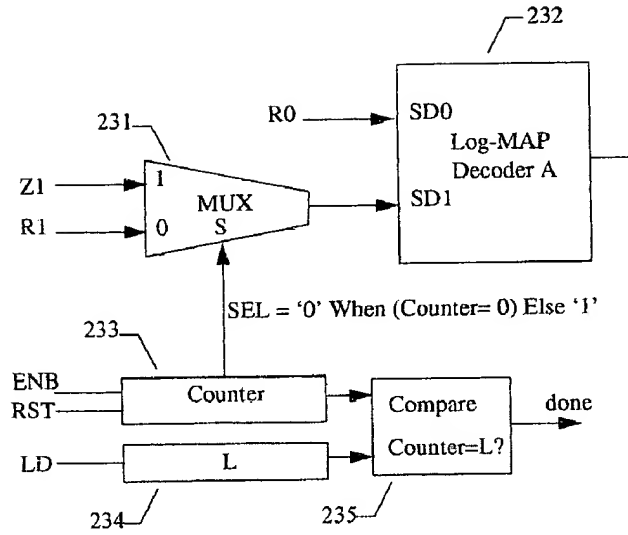 232
231
R0
SD0
Log-MAP
Decoder A
Z1
1
MUX
SD1
R1
0
S
SEL = ‘0’ When (Counter= 0) Else ‘1’
233
ENB
Counter
RST
Compare
done
Counter=L?
LD
L
234
235